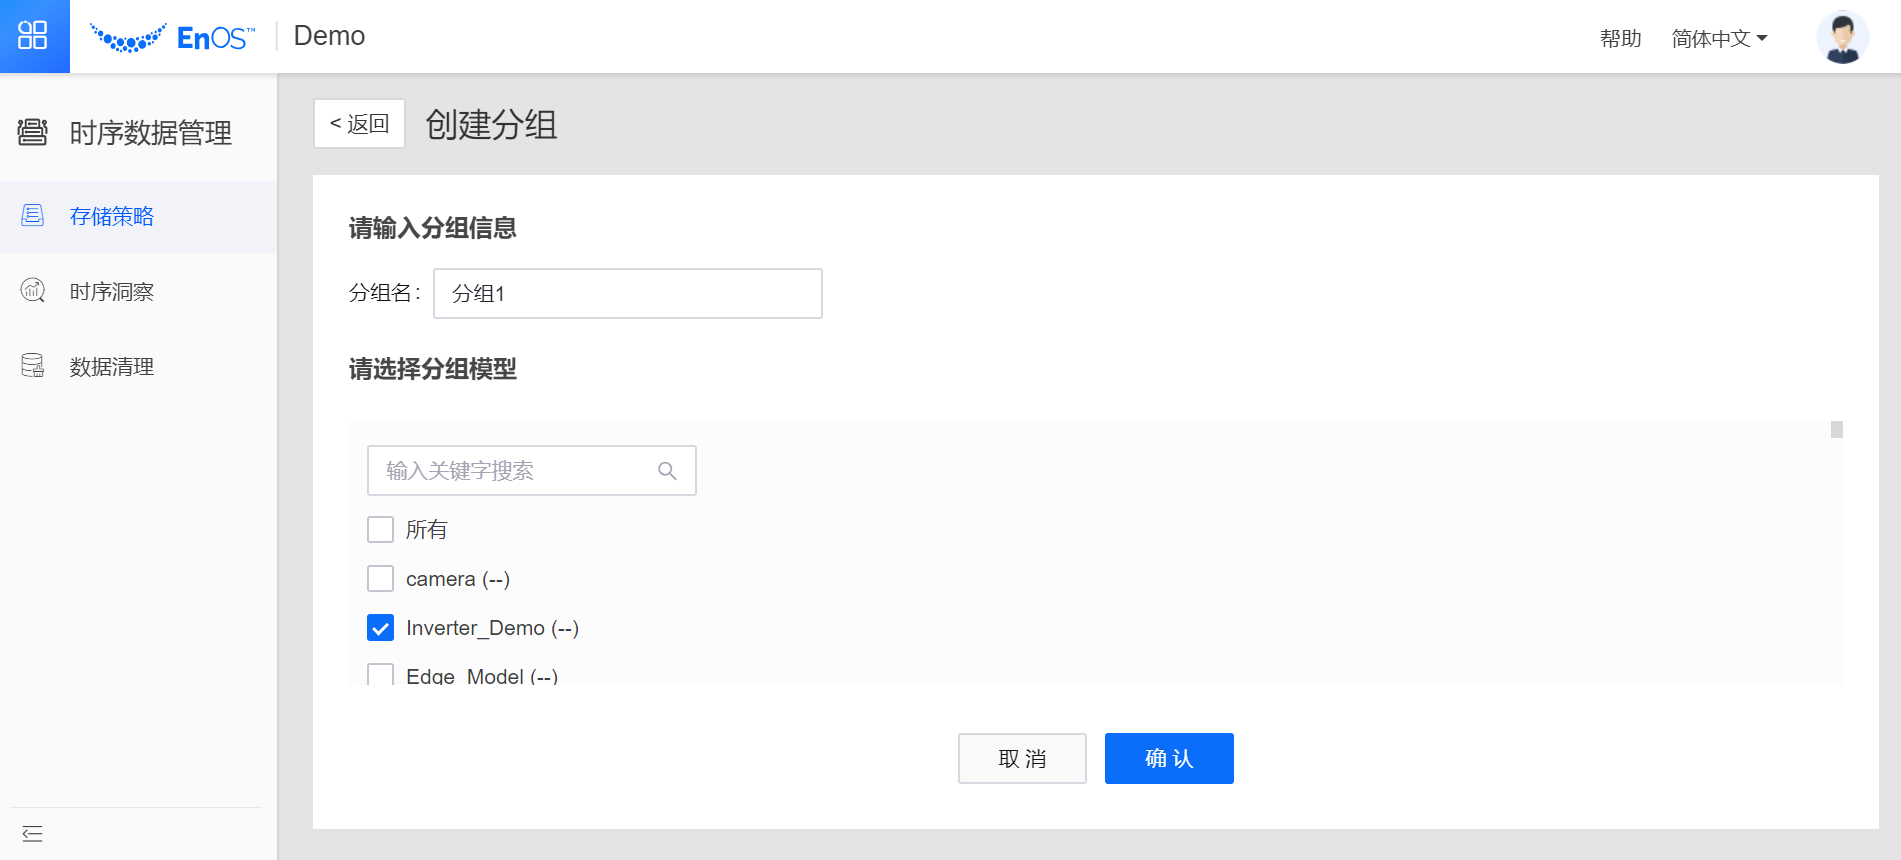 EnOS™ Demo
帮助 简体中文
时序数据管理
存储策略
时序洞察
数据清理
< 返回 创建分组
请输入分组信息
分组名: 分组1
请选择分组模型
输入关键字搜索
所有
camera (--)
Inverter_Demo (--)
Edge_Model (--)
取 消 确 认